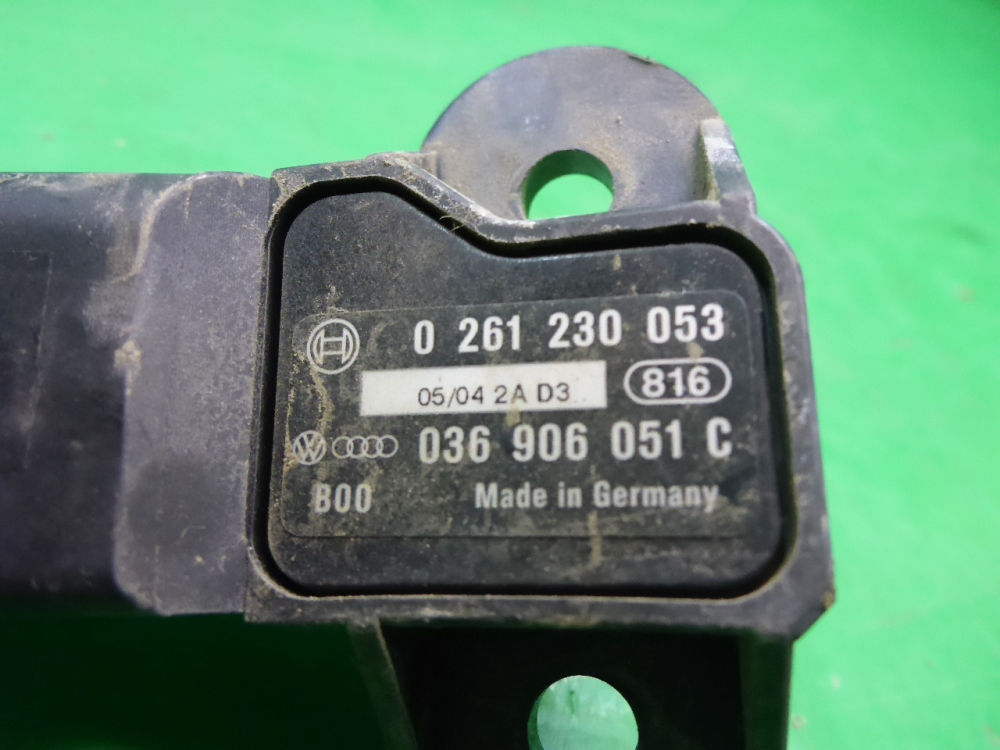 0 261 230 053
05/04 2A D3
816
036 906 051 C
B00 Made in Germany